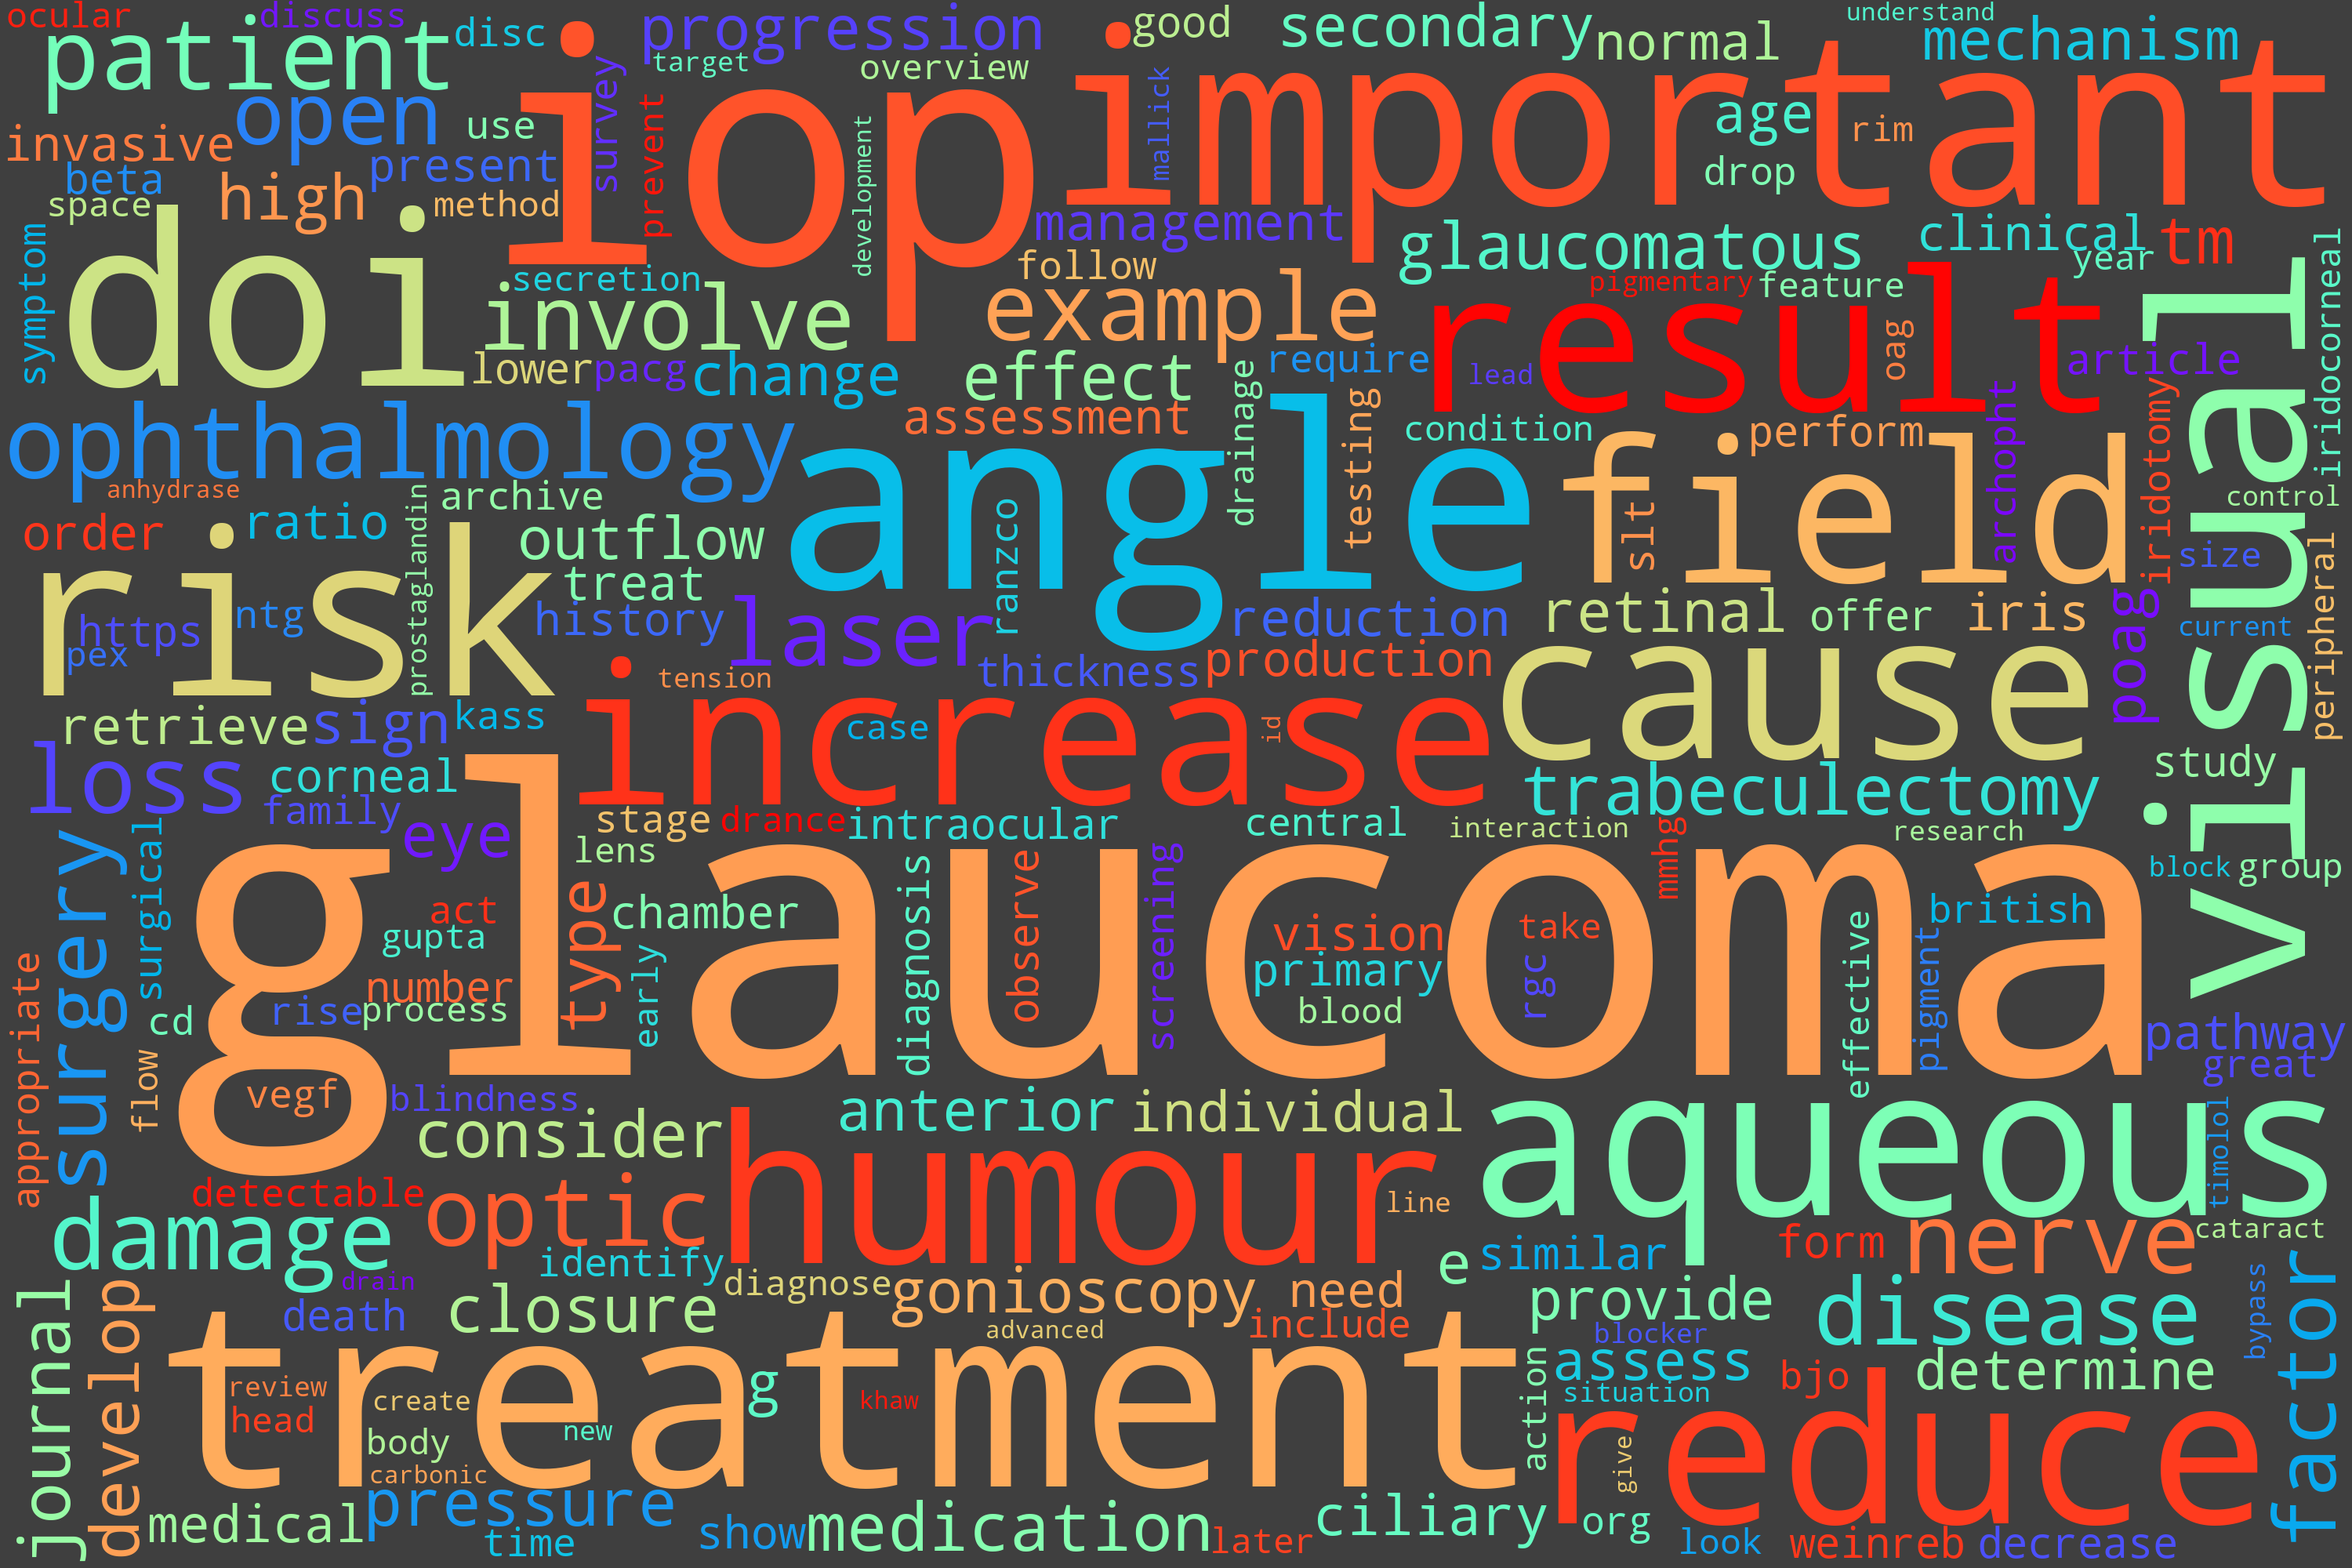 ocular
discuss
patient
disc
progression
good
secondary
understand
normal
mechanism
iop
important
target
overview
survey
mallick
open
use
age
rim
invasive
prevent
development
beta
present
high
drop
space
method
management
doi
symptom
glaucomatous
clinical
tm
year
iridocorneal
secretion
follow
involve
example
pigmentary
feature
result
visual
lower
pacg
change
effect
drainage
require
lead
oag
article
ophthalmology
assessment
testing
condition
perform
archopht
iridotomy
angle
field
anhydrase
archive
control
order
ratio
prostaglandin
outflow
ranzco
slt
size
peripheral
risk
treat
https
ntg
history
laser
reduction
retinal
offer
iris
poag
current
pex
tension
thickness
production
cause
retrieve
sign
kass
increase
case
id
loss
corneal
study
trabeculectomy
family
stage
drance
intraocular
central
interaction
mmhg
research
surgery
surgical
eye
lens
block
group
glaucoma
act
type
chamber
diagnosis
observe
screening
vision
take
effective
british
gupta
early
primary
rgc
pigment
appropriate
number
cd
rise
process
blood
pathway
great
flow
vegf
blindness
timolol
consider
anterior
individual
aqueous
humour
detectable
optic
line
damage
identify
e
similar
form
nerve
cataract
journal
develop
drain
diagnose
gonioscopy
need
provide
disease
factor
bypass
death
closure
advanced
include
blocker
treatment
action
assess
bjo
determine
review
create
g
khaw
situation
reduce
head
body
new
give
carbonic
medical
pressure
time
show
medication
later
ciliary
org
look
weinreb
decrease